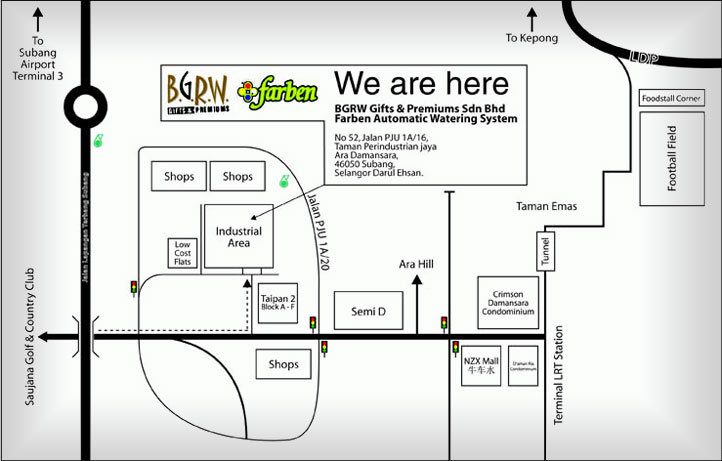 To
Subang
Airport
Terminal 3
To Kepong
LDP
B.G.R.W.
GIFTS & PREMIUMS
farben
We are here
BGRW Gifts & Premiums Sdn Bhd
Farben Automatic Watering System
No 52, Jalan PJU 1A/16,
Taman Perindustrian jaya
Ara Damansara,
46050 Subang,
Selangor Darul Ehsan.
Foodstall Corner
Football Field
Jalan Lapangan Terbang Subang
Shops
Shops
Jalan PJU 1A/20
Industrial
Area
Low
Cost
Flats
Taman Emas
Tunnel
Ara Hill
Taipan 2
Block A - F
Semi D
Crimson
Damansara
Condominium
Saujana Golf & Country Club
Shops
NZX Mall
牛车水
Condominium
Terminal LRT Station